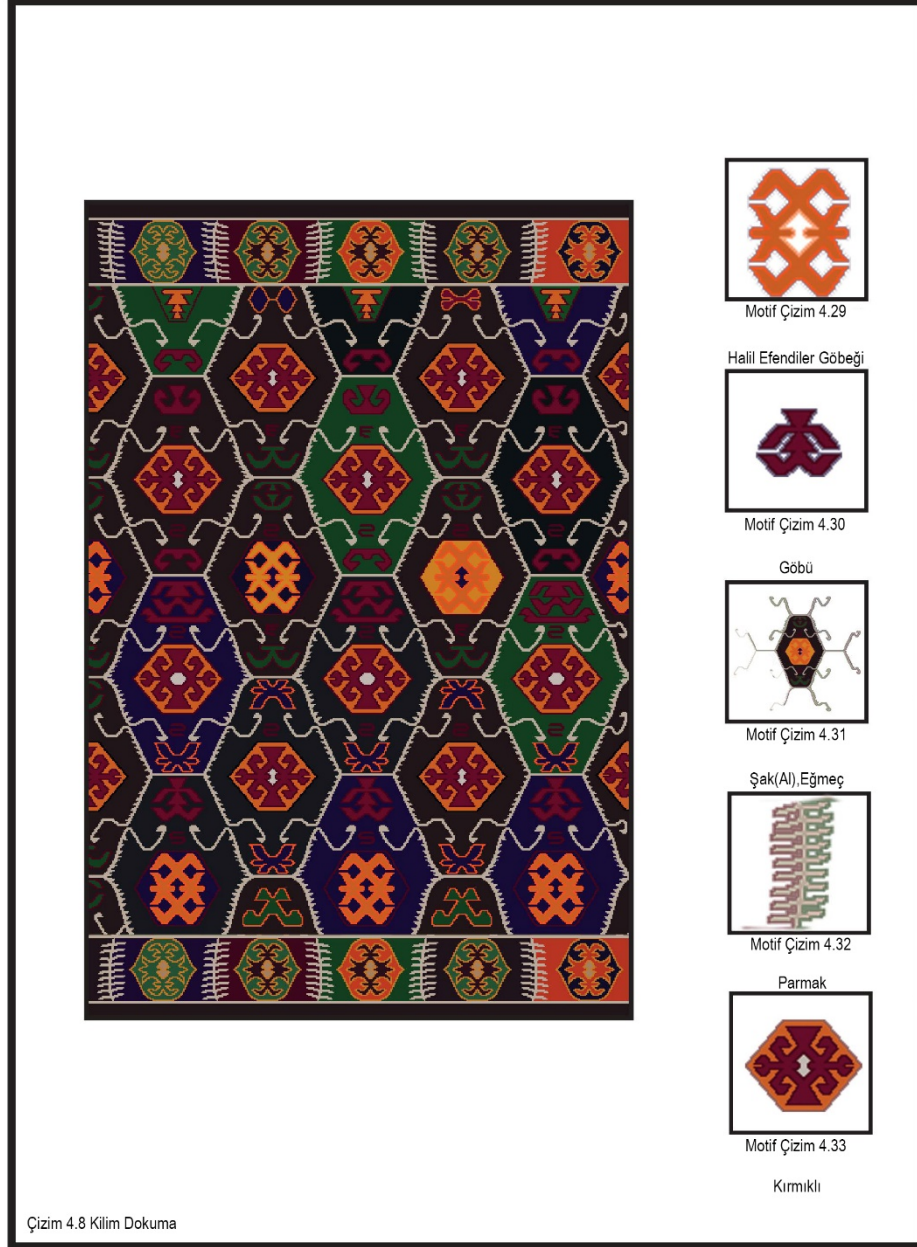 Motif Çizim 4.29
Halil Efendiler Göbeği
Motif Çizim 4.30
Göbü
Motif Çizim 4.31
Şak(Al),Eğmeç
Motif Çizim 4.32
Parmak
Motif Çizim 4.33
Kırmıklı
Çizim 4.8 Kilim Dokuma